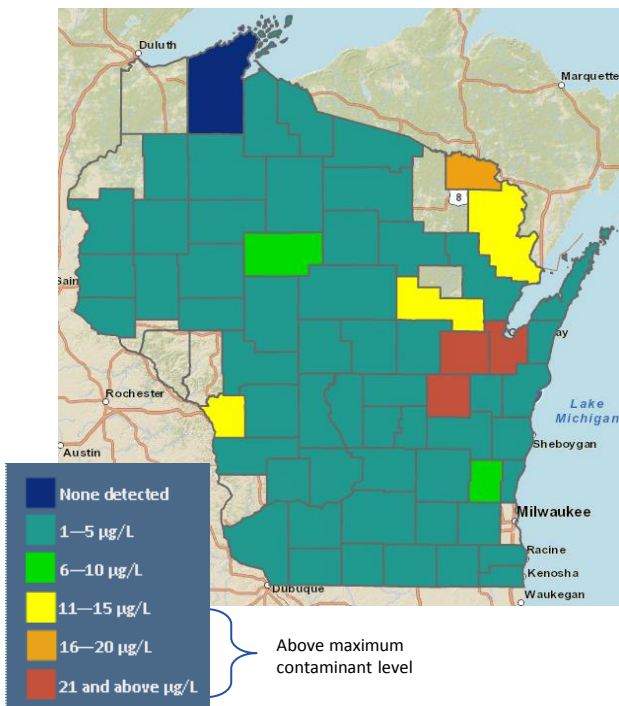 Duluth
Marquette
8
Sain
Rochester
Austin
Lake
Michigan
Sheboygan
Milwaukee
Racine
Kenosha
Waukegan
Dubuque
None detected
1—5 µg/L
6—10 µg/L
11—15 µg/L
16—20 µg/L
21 and above µg/L
Above maximum
contaminant level